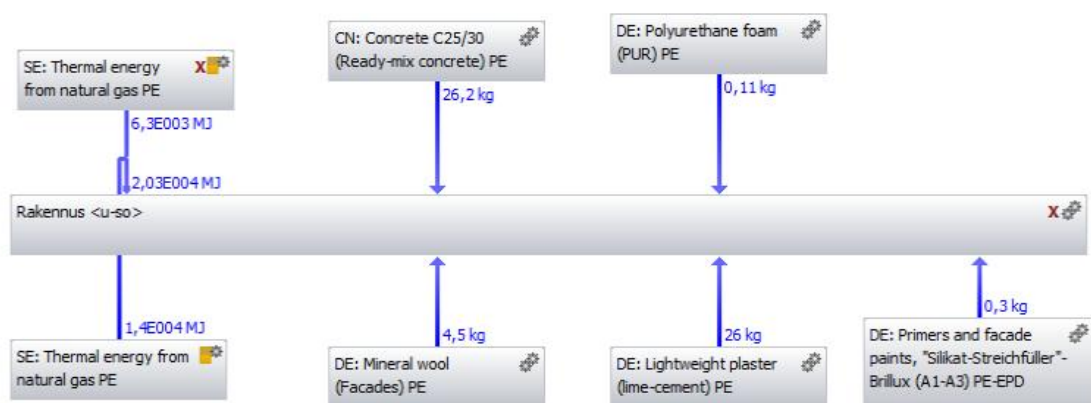 CN: Concrete C25/30
(Ready-mix concrete) PE
DE: Polyurethane foam
(PUR) PE
SE: Thermal energy
from natural gas PE
X
26,2 kg
0,11 kg
6,3E003 MJ
2,03E004 MJ
Rakennus <u-so>
X
1,4E004 MJ
4,5 kg
26 kg
0,3 kg
SE: Thermal energy from
natural gas PE
DE: Mineral wool
(Facades) PE
DE: Lightweight plaster
(lime-cement) PE
DE: Primers and facade
paints, "Silikat-Streichfüller"-
Brillux (A1-A3) PE-EPD